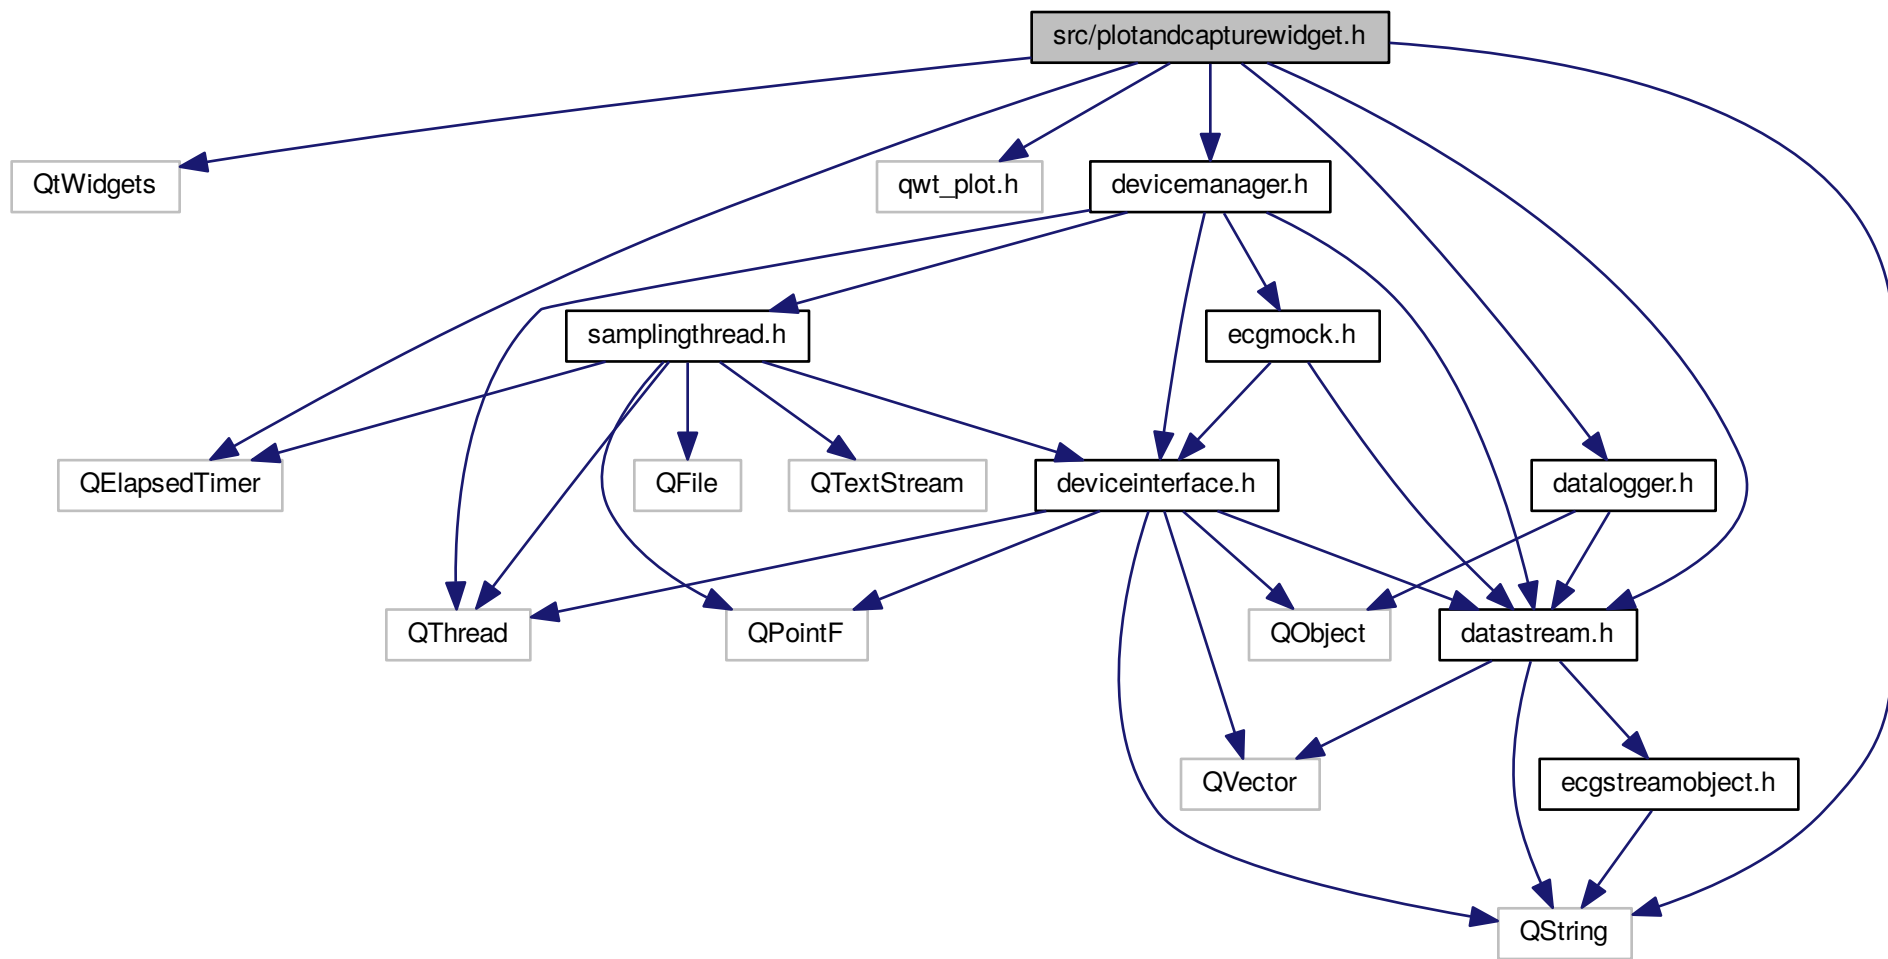 src/plotandcapturewidget.h
QtWidgets
qwt_plot.h
devicemanager.h
samplingthread.h
ecgmock.h
QElapsedTimer
QFile
QTextStream
deviceinterface.h
datalogger.h
QThread
QPointF
QObject
datastream.h
QVector
ecgstreamobject.h
QString